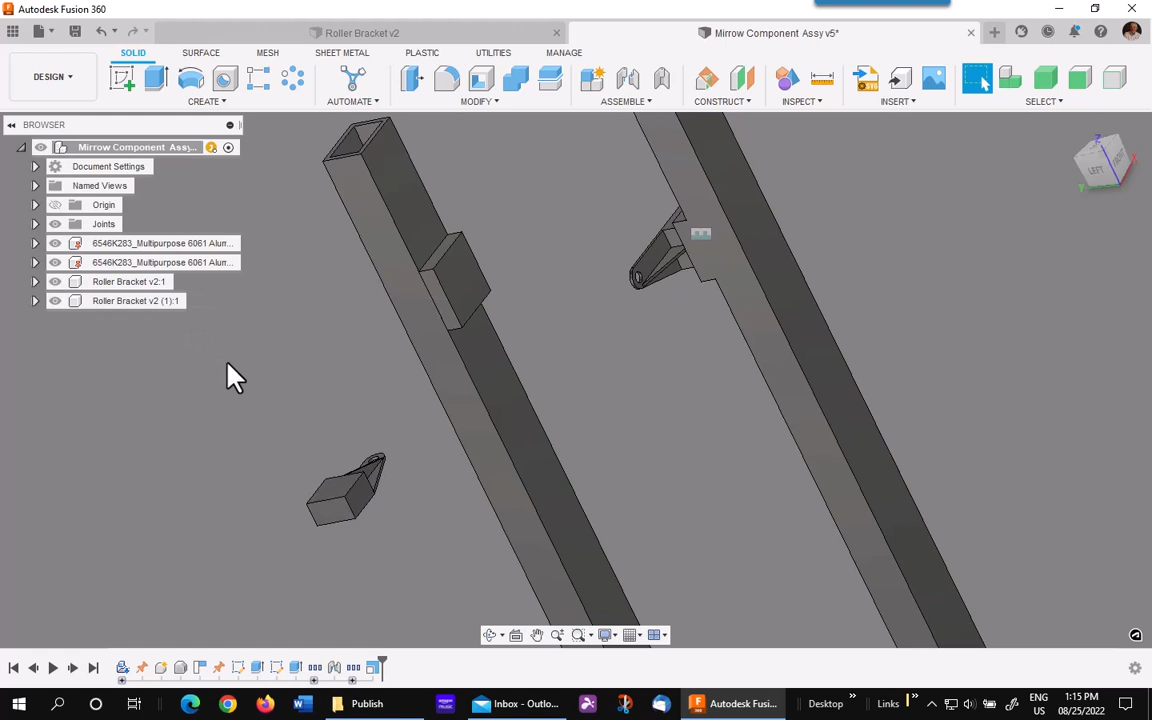 Autodesk Fusion 360
Roller Bracket v2
Mirrow Component Assy v5*
SOLID
SURFACE
MESH
SHEET METAL
PLASTIC
UTILITIES
MANAGE
DESIGN
CREATE
AUTOMATE
MODIFY
ASSEMBLE
CONSTRUCT
INSPECT
INSERT
SELECT
BROWSER
Mirrow Component Assy...
Document Settings
Named Views
Origin
Joints
6546K283_Multipurpose 6061 Alum...
6546K283_Multipurpose 6061 Alum...
Roller Bracket v2:1
Roller Bracket v2 (1):1
Z
X
Y
LEFT
FRONT
Publish
Inbox - Outlo...
Autodesk Fusi...
Desktop
Links
ENG
US
1:15 PM
08/25/2022